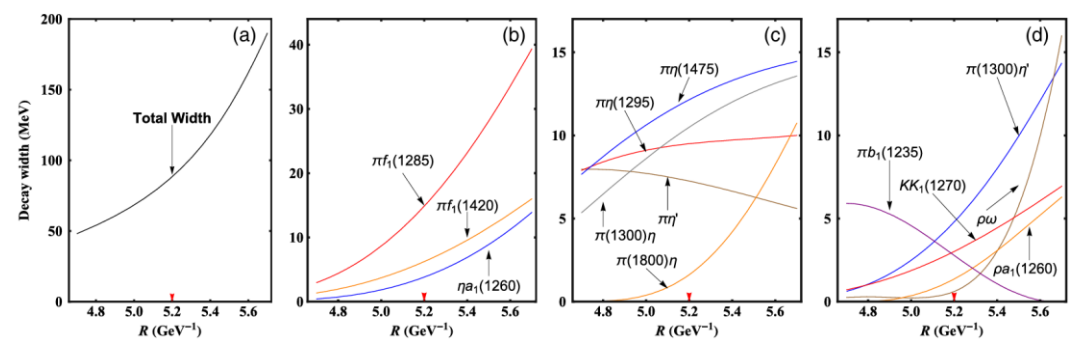 Decay width (MeV)
200
150
100
50
0
(a)
Total Width
4.8 5.0 5.2 5.4 5.6
R (GeV⁻¹)
40
30
20
10
0
(b)
πf₁(1285)
πf₁(1420)
ηa₁(1260)
4.8 5.0 5.2 5.4 5.6
R (GeV⁻¹)
15
10
5
0
(c)
πη(1475)
πη(1295)
πη'
π(1300)η
π(1800)η
4.8 5.0 5.2 5.4 5.6
R (GeV⁻¹)
15
10
5
0
(d)
π(1300)η'
πb₁(1235)
KK₁(1270)
ρω
ρa₁(1260)
4.8 5.0 5.2 5.4 5.6
R (GeV⁻¹)